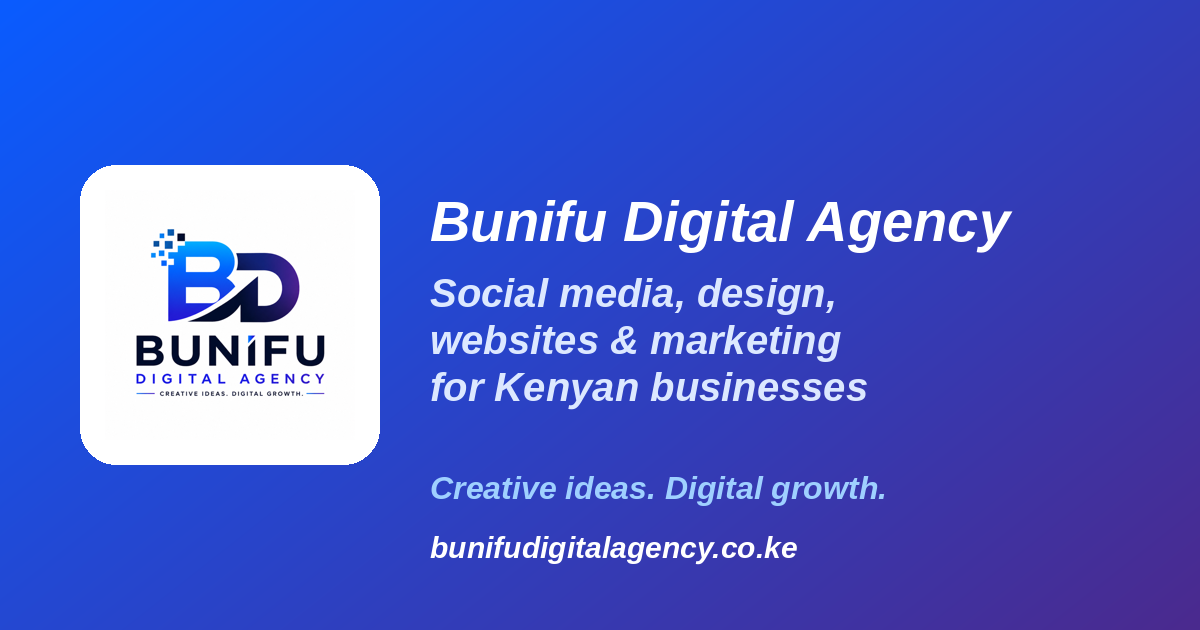 BD
BUNIFU
DIGITAL AGENCY
CREATIVE IDEAS. DIGITAL GROWTH.
Bunifu Digital Agency
Social media, design,
websites & marketing
for Kenyan businesses
Creative ideas. Digital growth.
bunifudigitalagency.co.ke